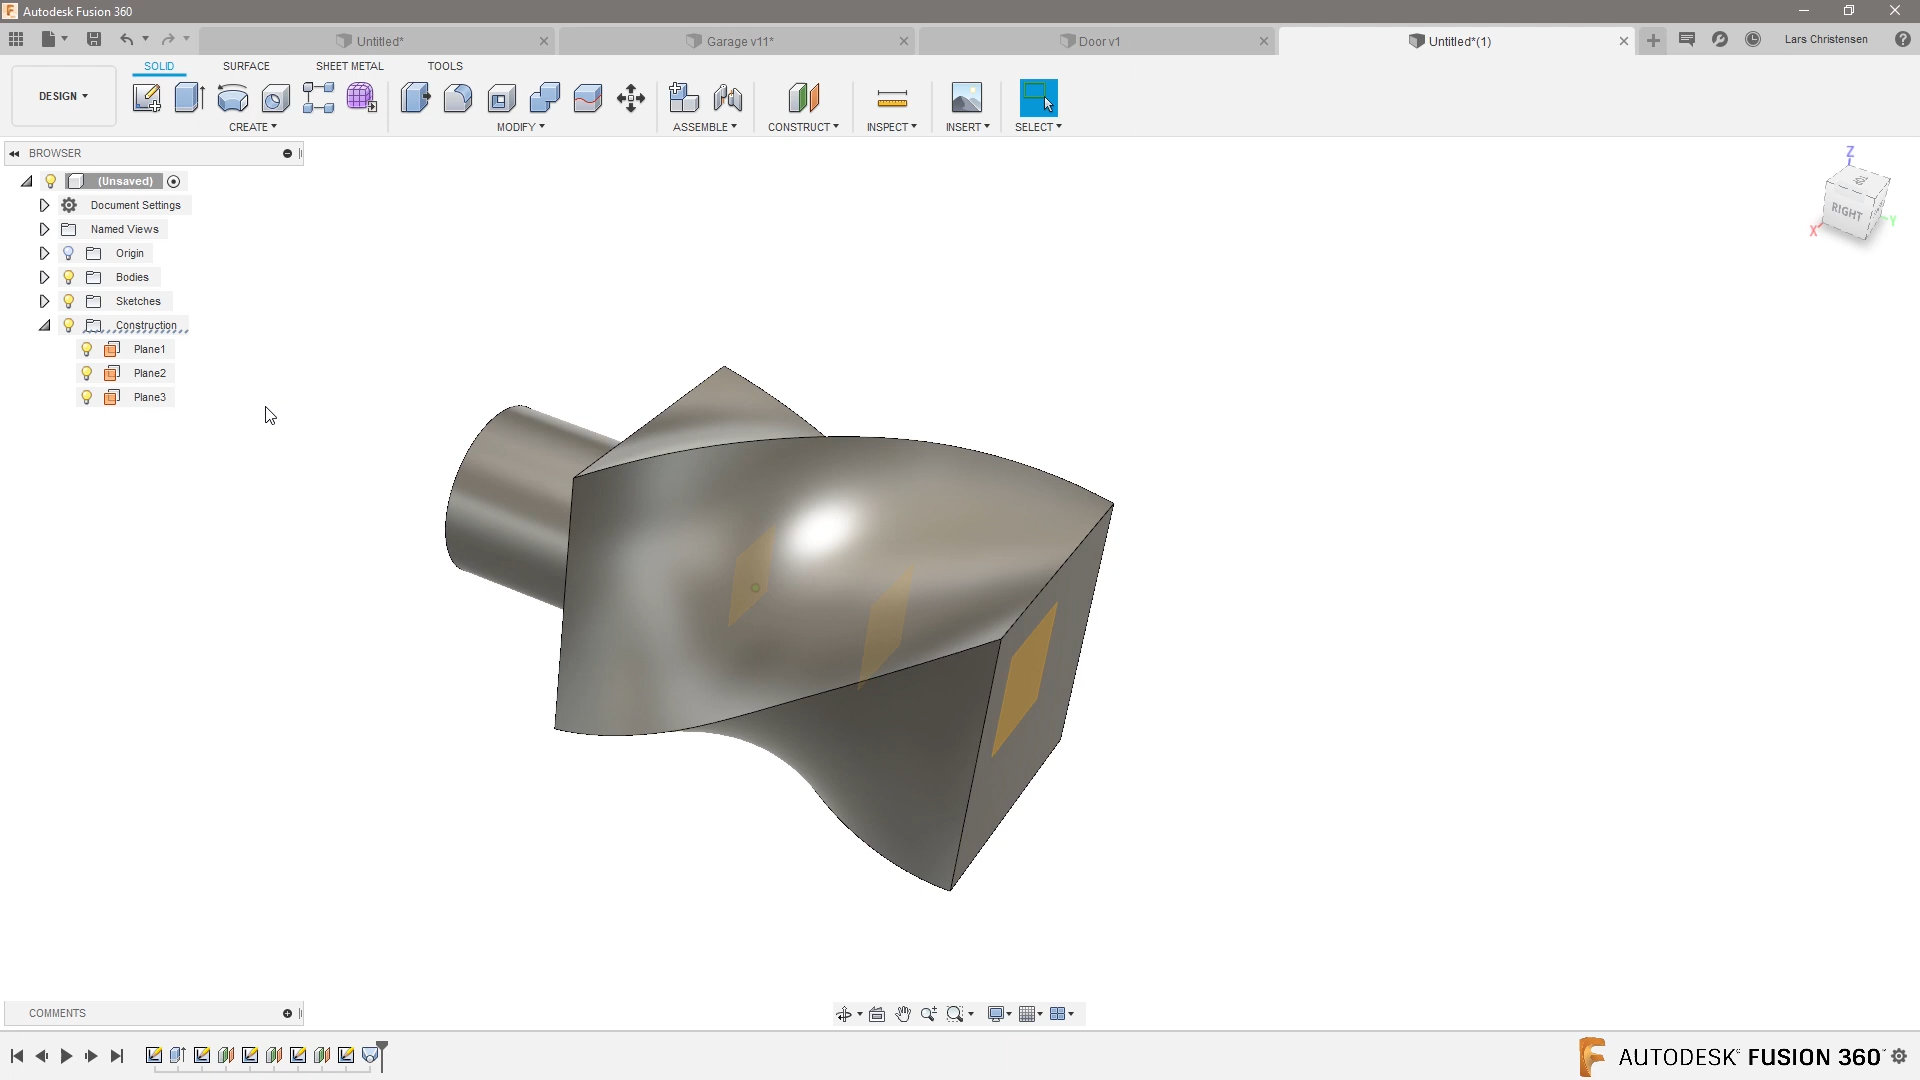 Autodesk Fusion 360
Untitled*
Garage v11*
Door v1
Untitled*(1)
Lars Christensen
SOLID
SURFACE
SHEET METAL
TOOLS
DESIGN
CREATE
MODIFY
ASSEMBLE
CONSTRUCT
INSPECT
INSERT
SELECT
BROWSER
(Unsaved)
Document Settings
Named Views
Origin
Bodies
Sketches
Construction
Plane1
Plane2
Plane3
Z
RIGHT
X
Y
COMMENTS
AUTODESK® FUSION 360™